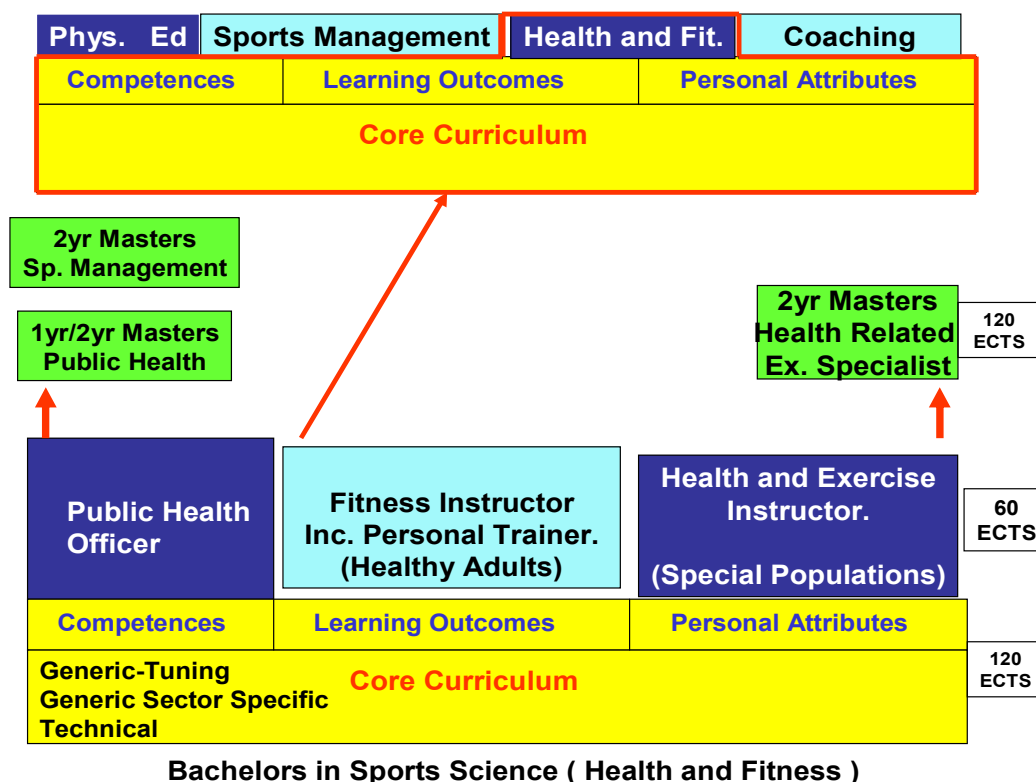 Phys. Ed
Sports Management
Health and Fit.
Coaching
Competences
Learning Outcomes
Personal Attributes
Core Curriculum
2yr Masters
Sp. Management
1yr/2yr Masters
Public Health
2yr Masters
Health Related
Ex. Specialist
120
ECTS
Public Health
Officer
Fitness Instructor
Inc. Personal Trainer.
(Healthy Adults)
Health and Exercise
Instructor.
(Special Populations)
60
ECTS
Competences
Learning Outcomes
Personal Attributes
Generic-Tuning
Generic Sector Specific
Technical
Core Curriculum
120
ECTS
Bachelors in Sports Science ( Health and Fitness )